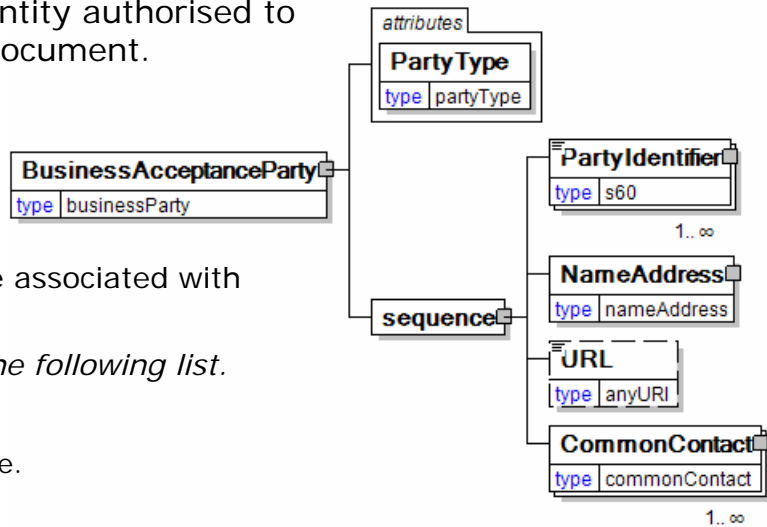 ntity authorised to
ocument.
attributes
PartyType
type partyType
BusinessAcceptanceParty
type businessParty
PartyIdentifier
type s60
1.. ∞
e associated with
NameAddress
type nameAddress
sequence
he following list.
URL
type anyURI
e.
CommonContact
type commonContact
1.. ∞